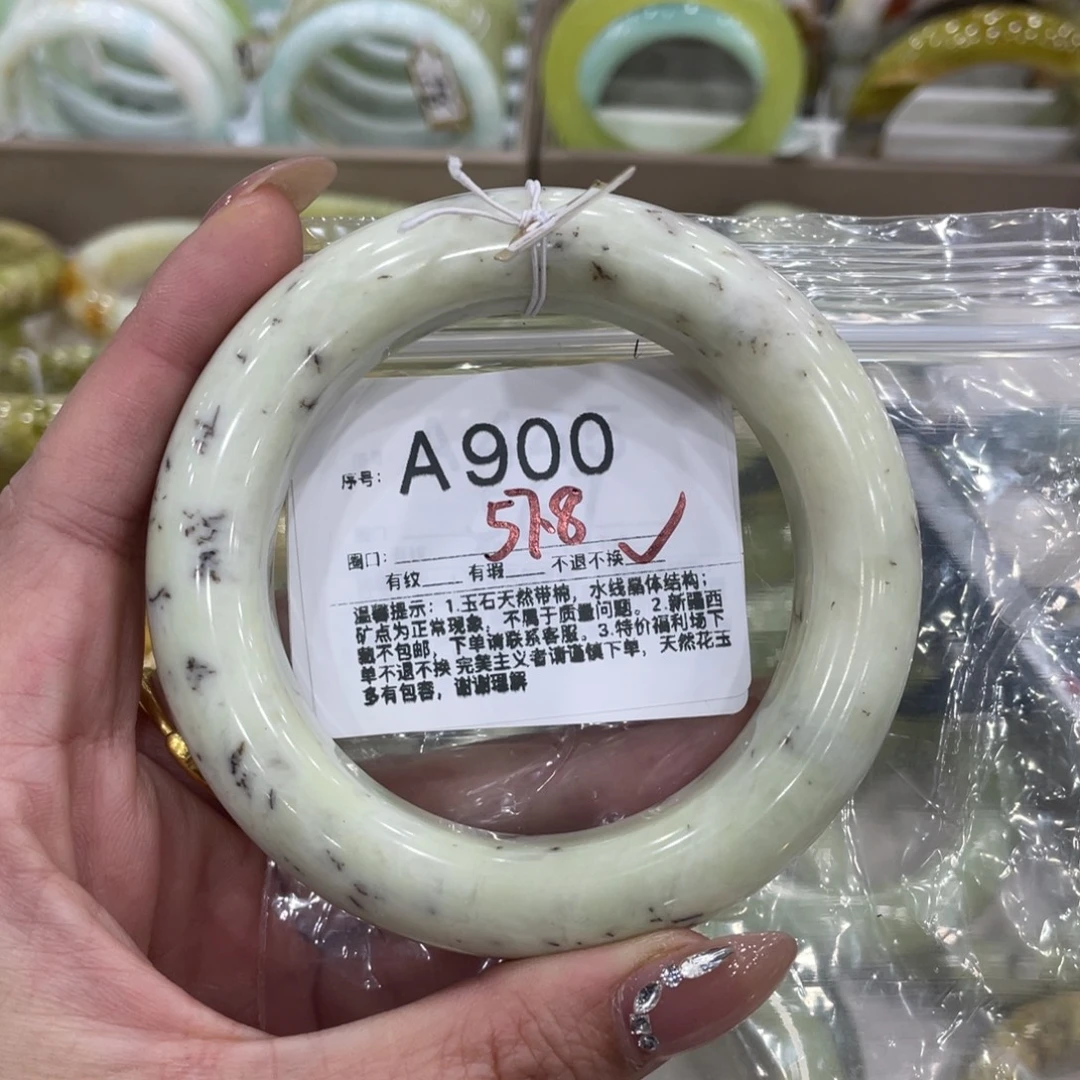 序号: A900
圈门: 57-8
有纹____ 有瑕____ 不退不换 ✓
温馨提示：1.玉石天然带棉，水线晶体结构；
矿点为正常现象，不属于质量问题。2.新疆西
藏不包邮，下单请联系客服。3.特价福利场下
单不退不换 完美主义者请谨慎下单，天然花玉
多有包容，谢谢理解